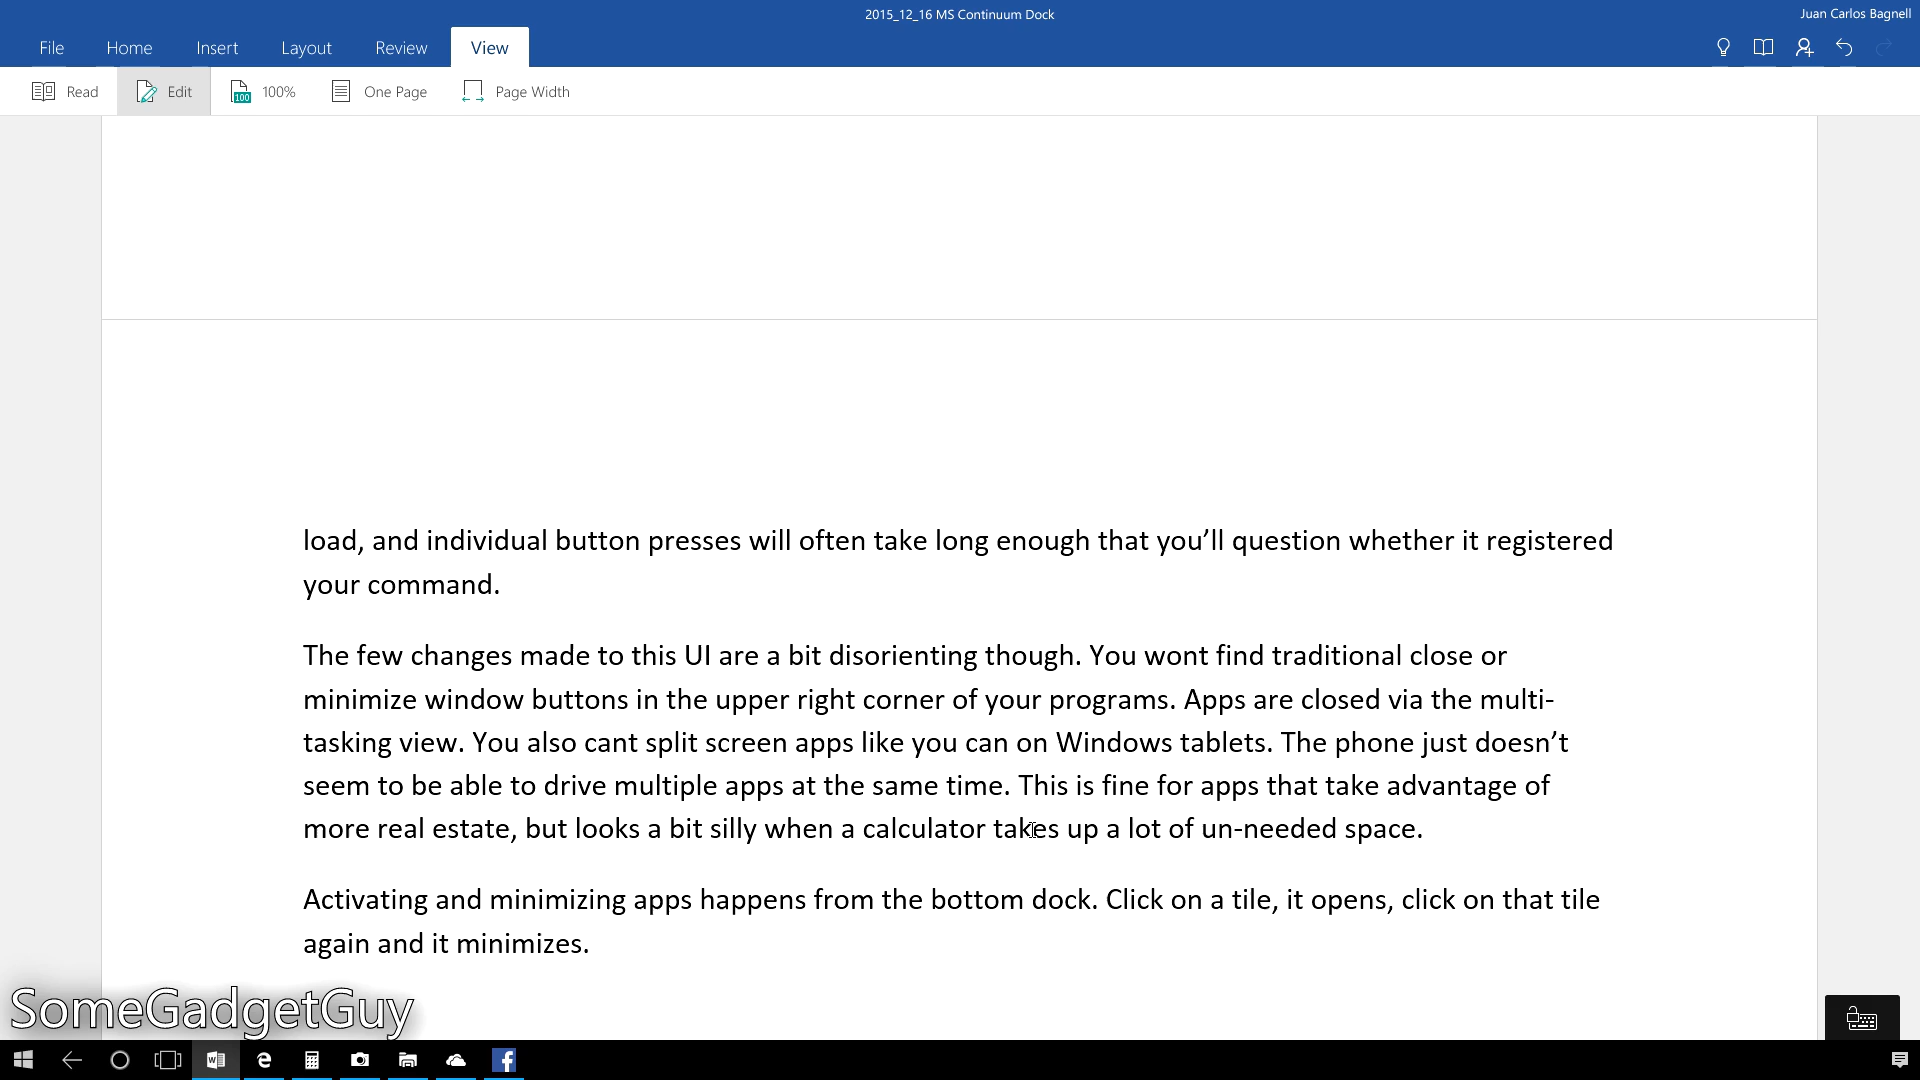 2015_12_16 MS Continuum Dock
Juan Carlos Bagnell
File Home Insert Layout Review View
Read Edit 100 100% One Page Page Width
load, and individual button presses will often take long enough that you’ll question whether it registered
your command.
The few changes made to this UI are a bit disorienting though. You wont find traditional close or
minimize window buttons in the upper right corner of your programs. Apps are closed via the multi-
tasking view. You also cant split screen apps like you can on Windows tablets. The phone just doesn’t
seem to be able to drive multiple apps at the same time. This is fine for apps that take advantage of
more real estate, but looks a bit silly when a calculator takes up a lot of un-needed space.
Activating and minimizing apps happens from the bottom dock. Click on a tile, it opens, click on that tile
again and it minimizes.
SomeGadgetGuy